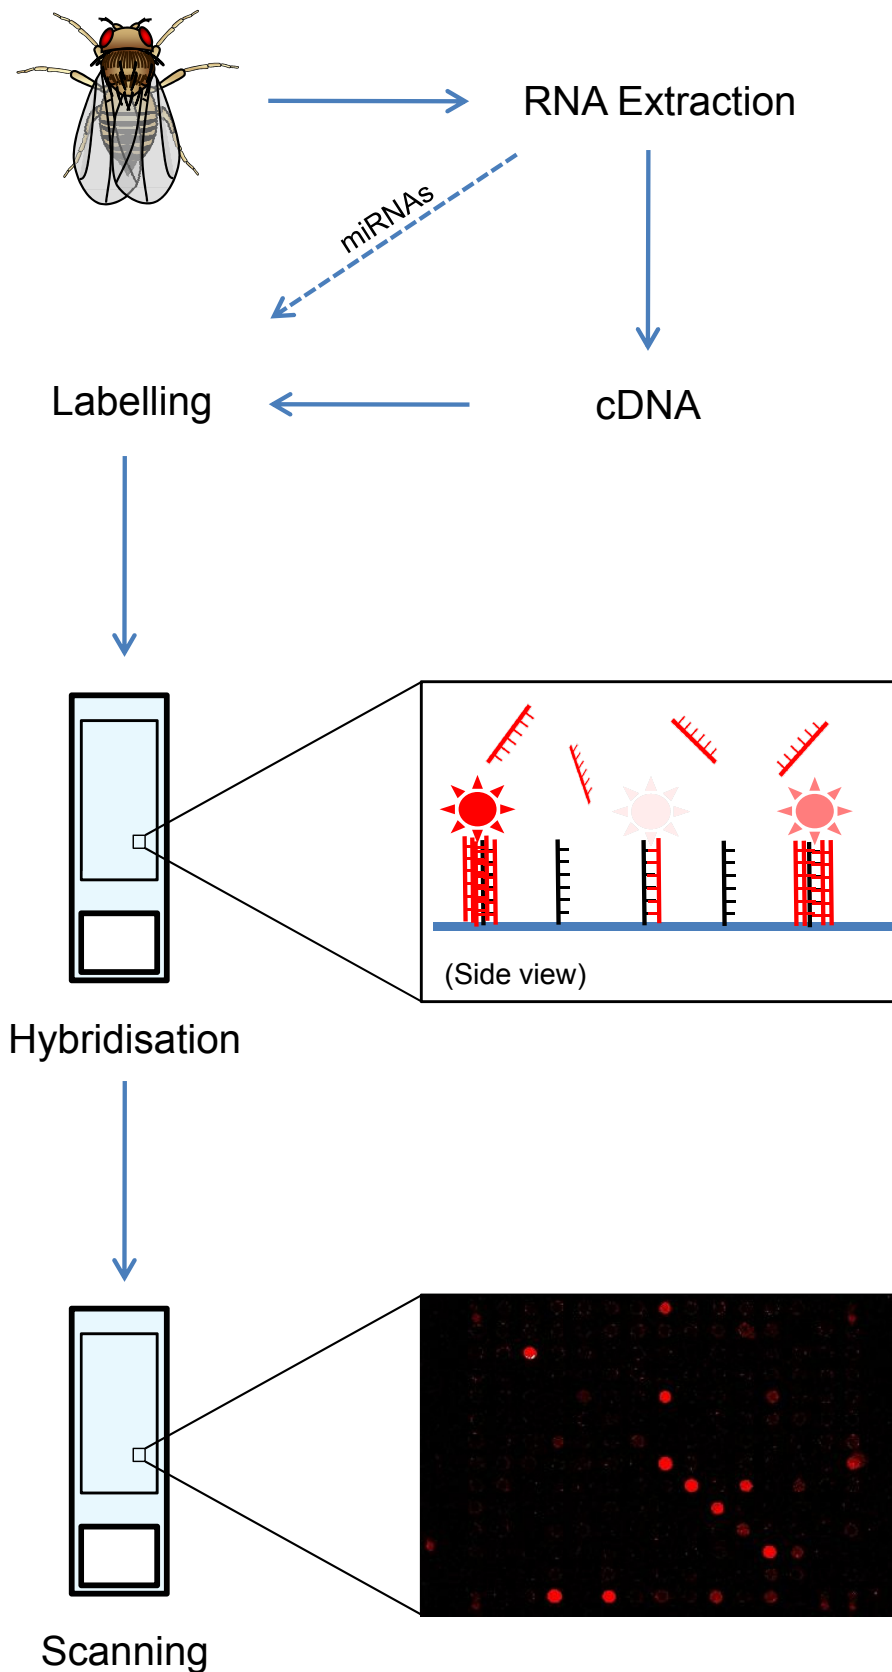 RNA Extraction
miRNAs
Labelling
cDNA
(Side view)
Hybridisation
Scanning